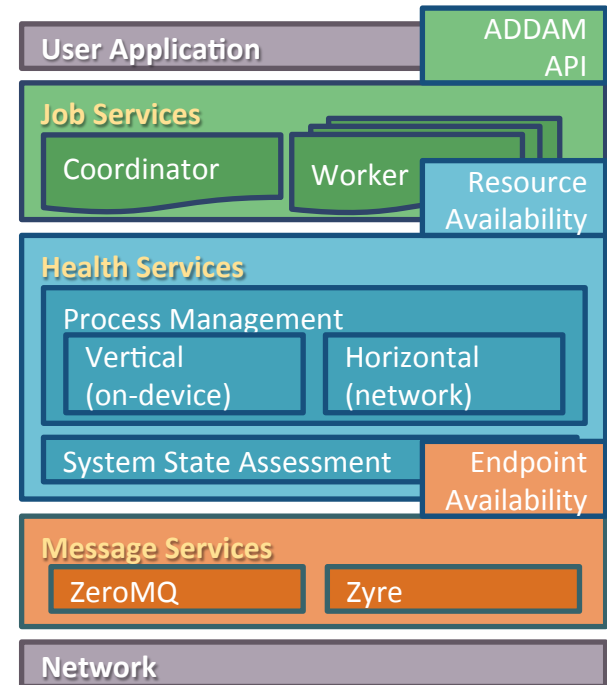 User Application
ADDAM
API
Job Services
Coordinator
Worker
Resource
Availability
Health Services
Process Management
Vertical
(on-device)
Horizontal
(network)
System State Assessment
Endpoint
Availability
Message Services
ZeroMQ
Zyre
Network